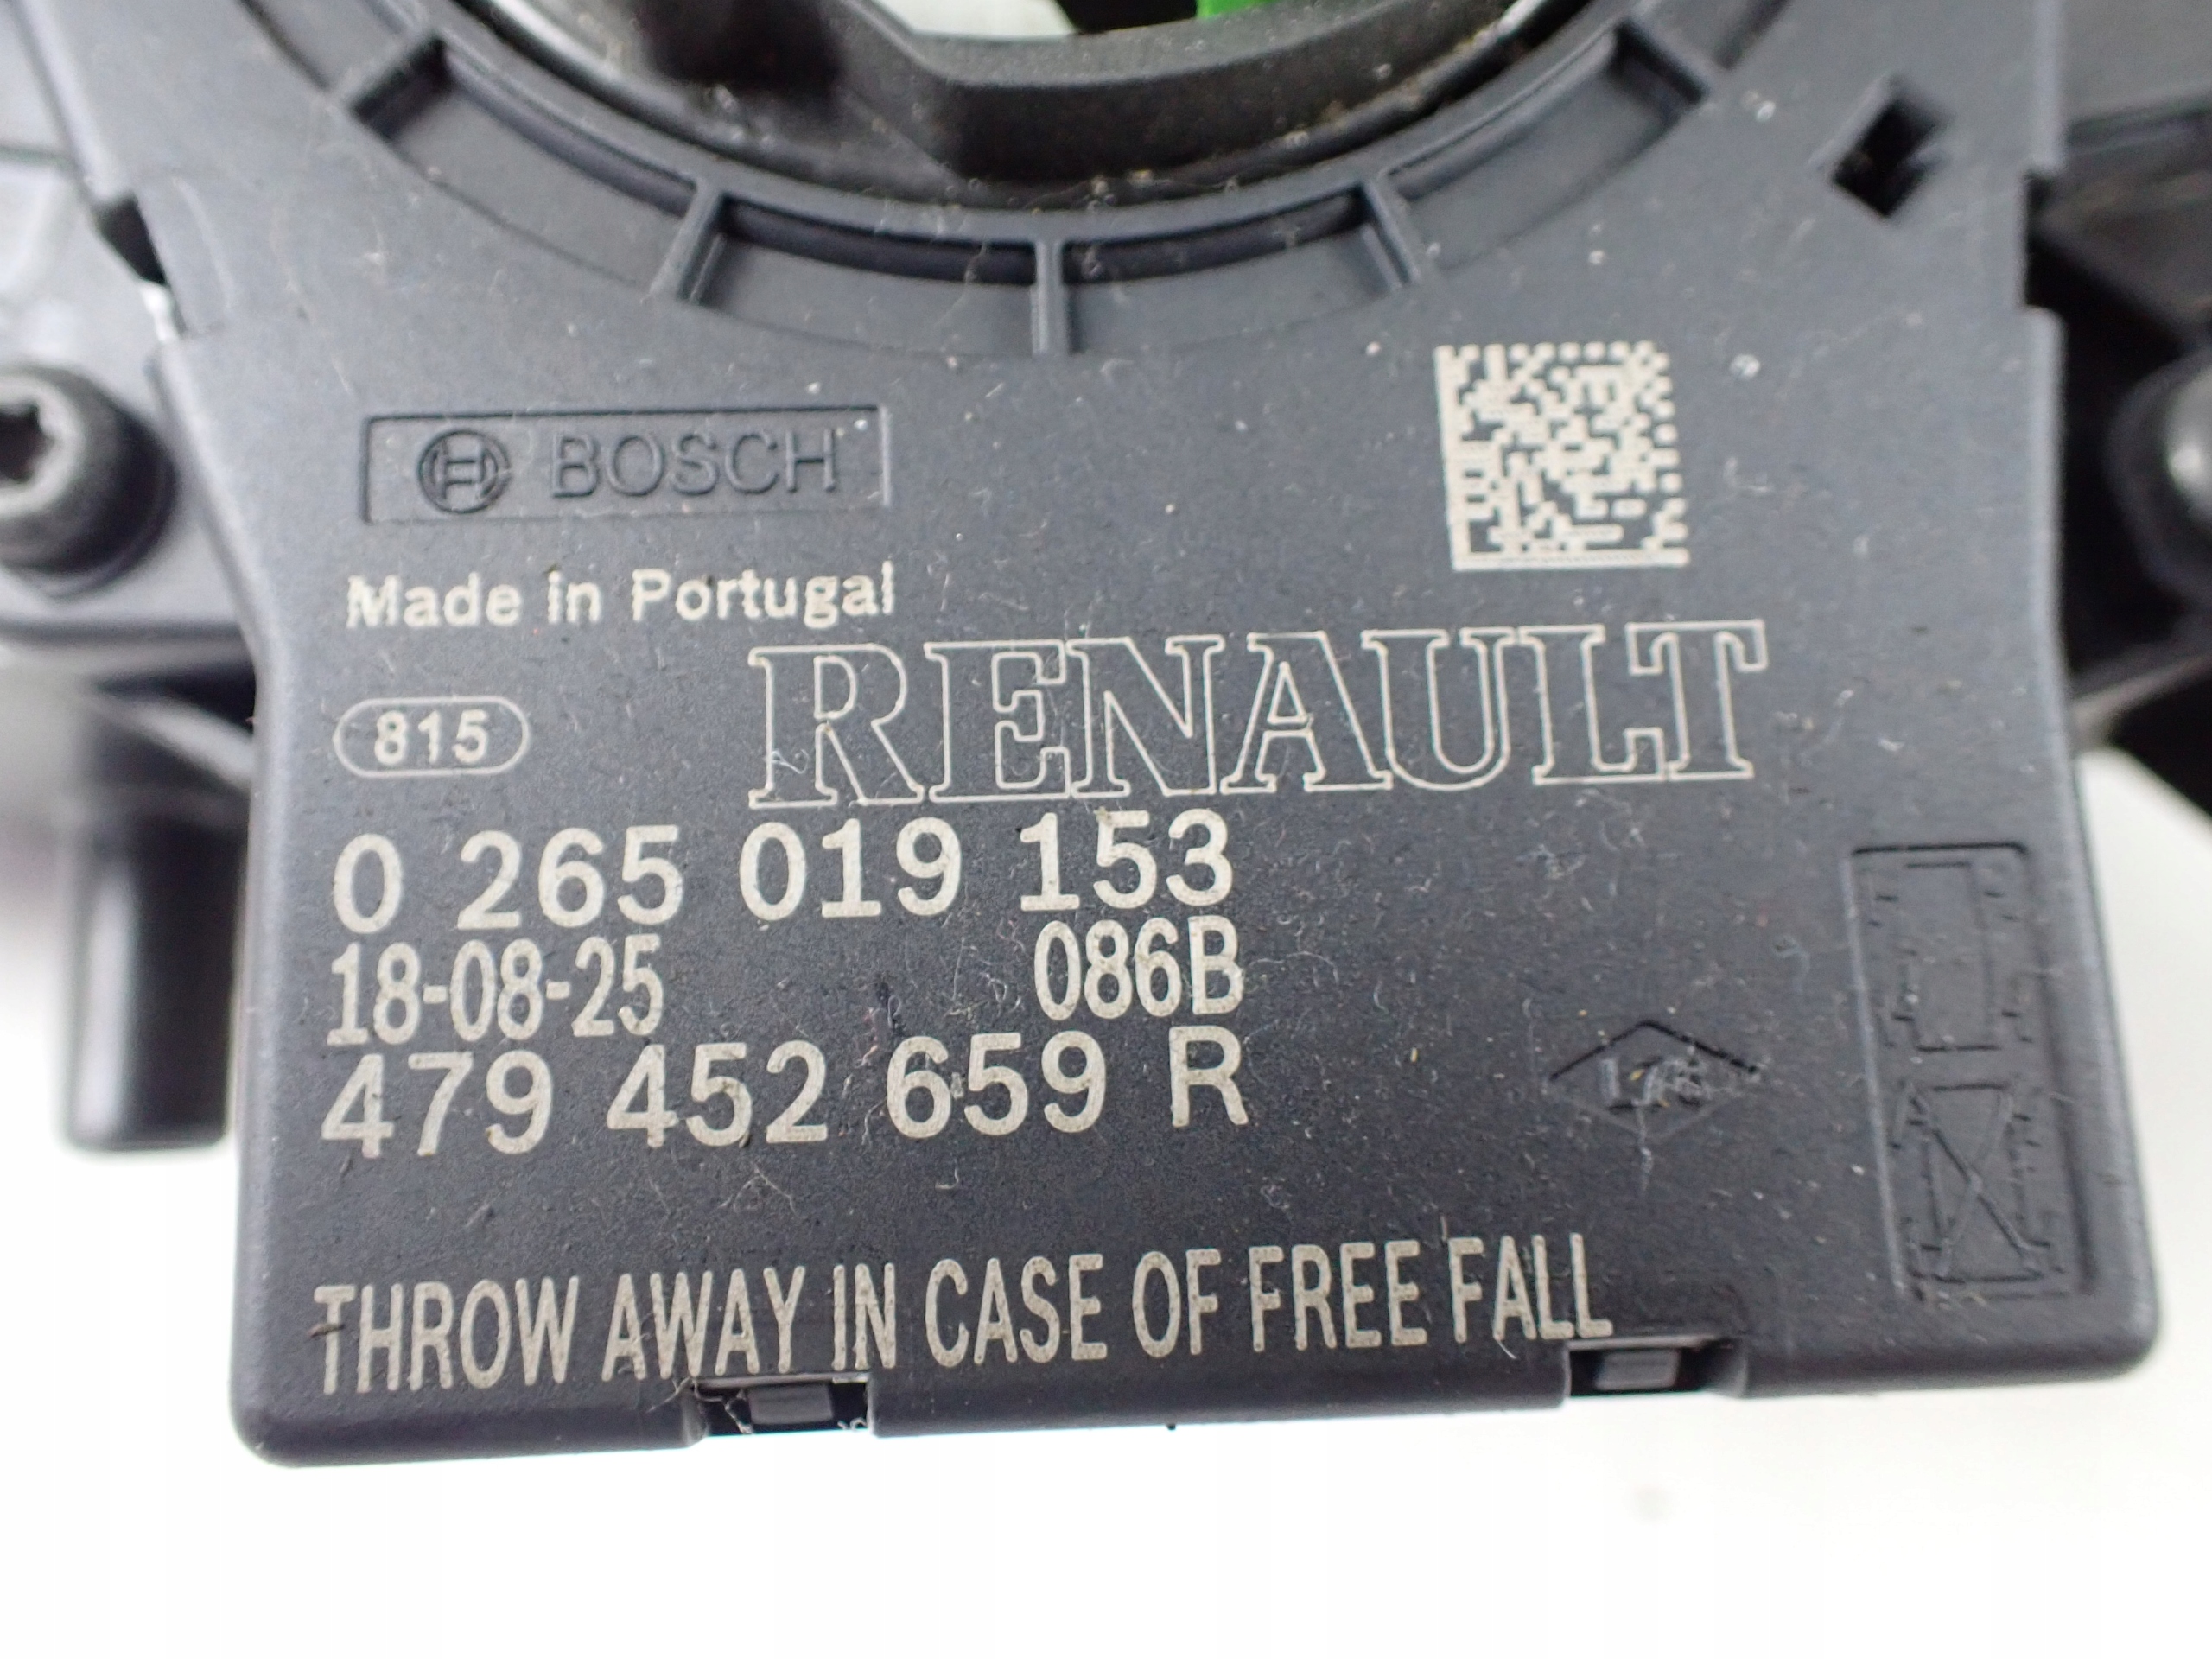 BOSCH
Made in Portugal
RENAULT
815
0 265 019 153
18-08-25 086B
479 452 659 R
THROW AWAY IN CASE OF FREE FALL